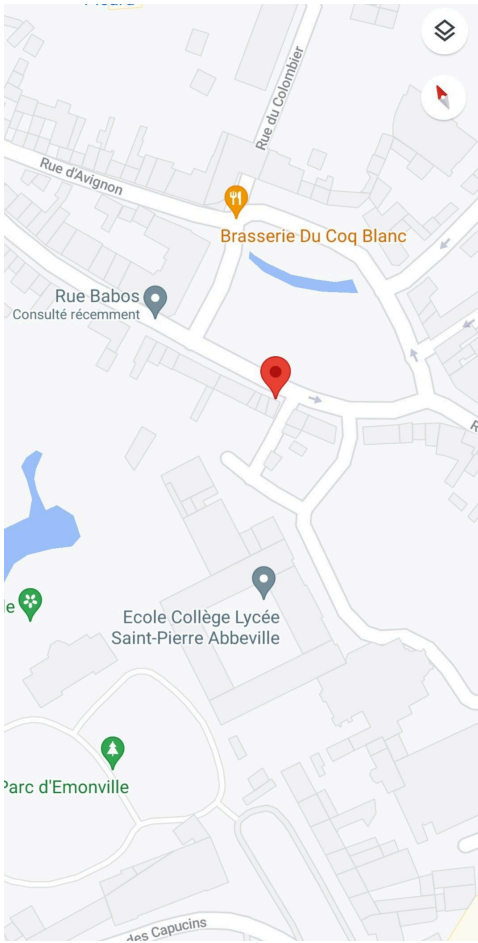 Rue du Colombier
Rue d'Avignon
Brasserie Du Coq Blanc
Rue Babos
Consulté récemment
R
le
Ecole Collège Lycée
Saint-Pierre Abbeville
Parc d'Emonville
des Capucins